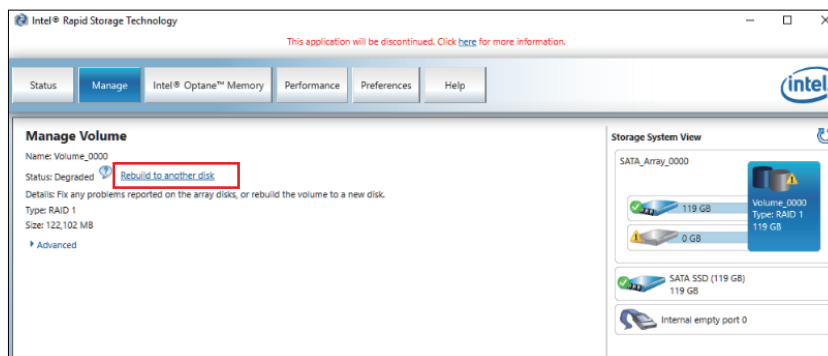 Intel® Rapid Storage Technology
This application will be discontinued. Click here for more information.
Status Manage Intel® Optane™ Memory Performance Preferences Help
intel
Manage Volume
Name: Volume_0000
Status: Degraded ? Rebuild to another disk
Details: Fix any problems reported on the array disks, or rebuild the volume to a new disk.
Type: RAID 1
Size: 122,102 MB
Advanced
Storage System View
SATA_Array_0000
119 GB
0 GB
Volume_0000
Type: RAID 1
119 GB
SATA SSD (119 GB)
119 GB
Internal empty port 0